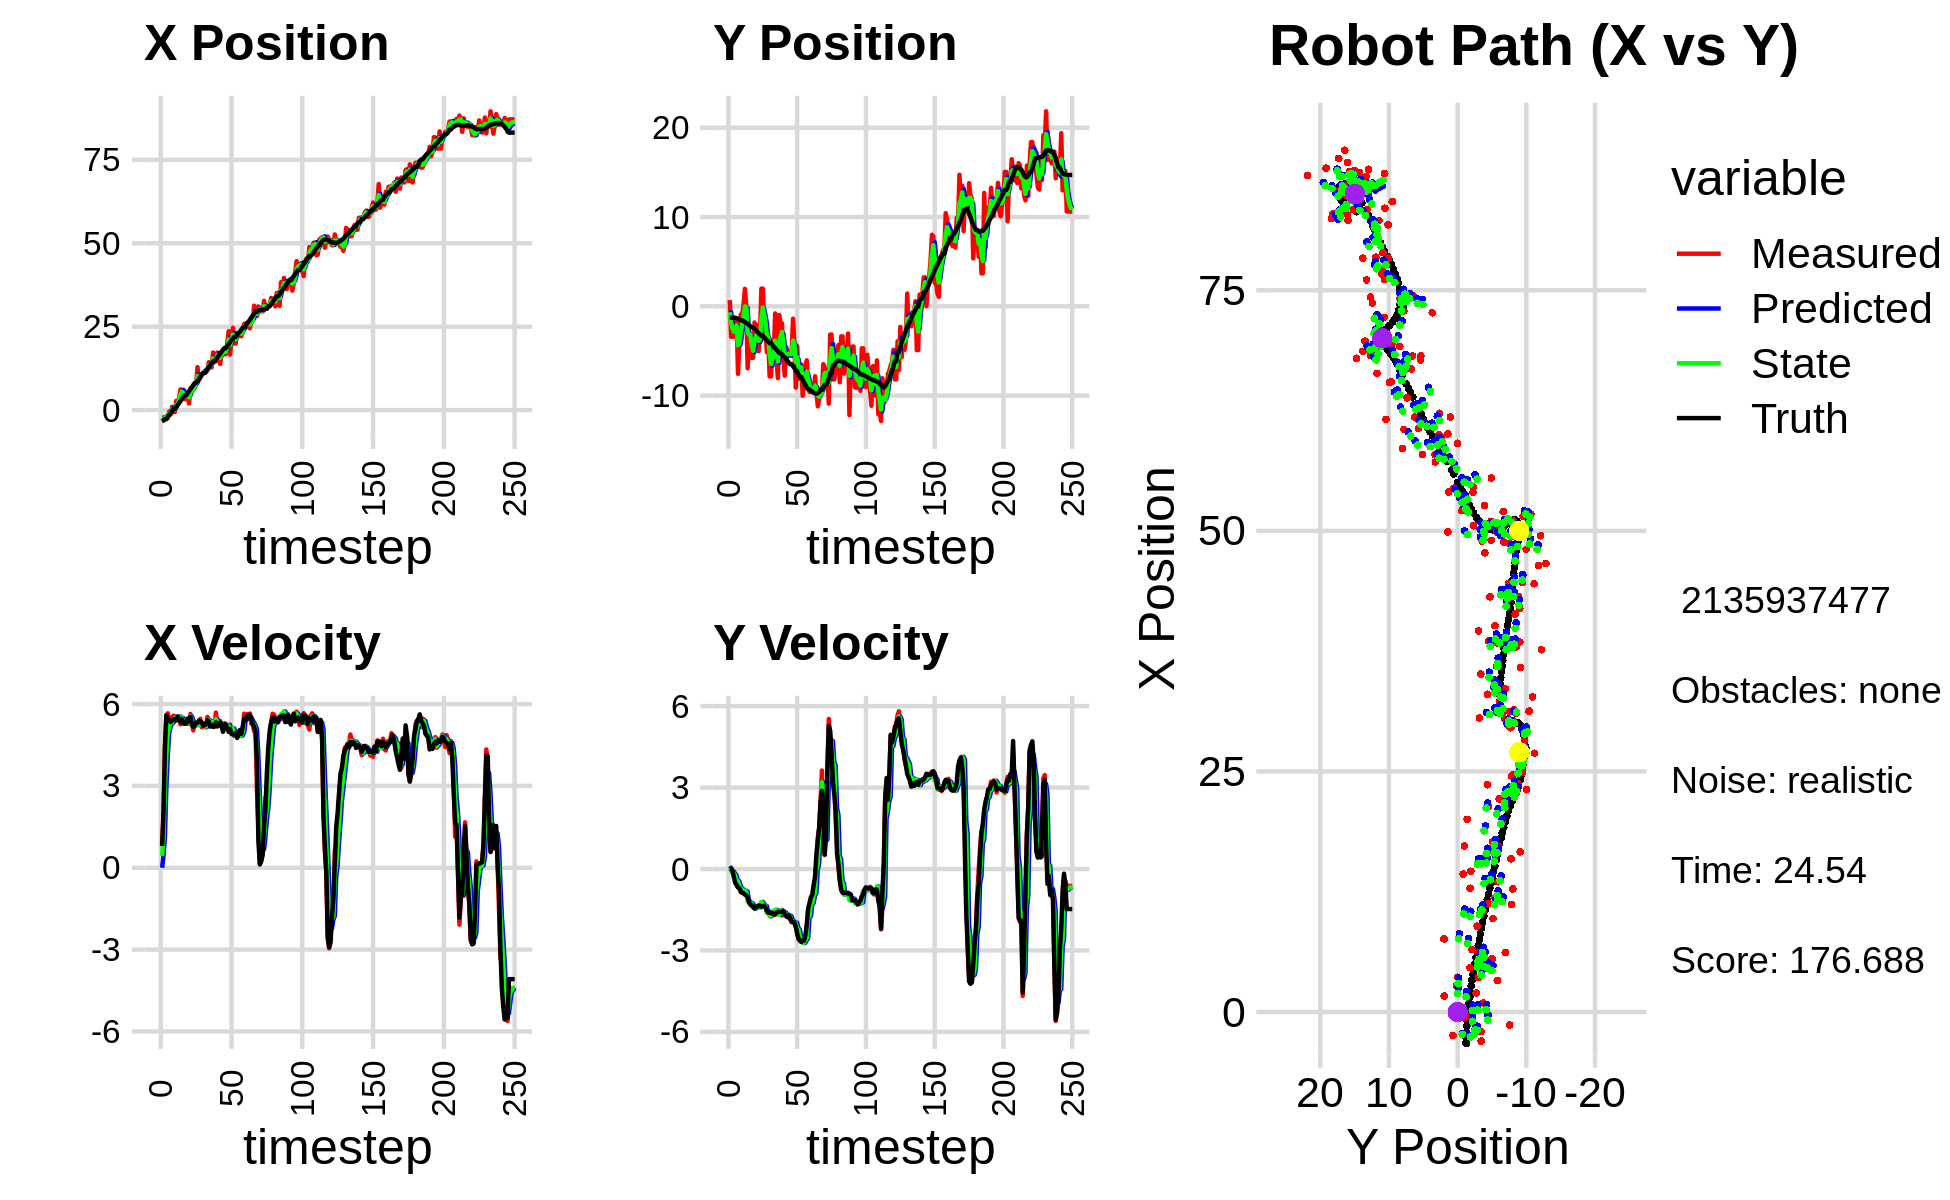 X Position
75
50
25
0
0
50
100
150
200
250
timestep
Y Position
20
10
0
-10
0
50
100
150
200
250
timestep
X Velocity
6
3
0
-3
-6
0
50
100
150
200
250
timestep
Y Velocity
6
3
0
-3
-6
0
50
100
150
200
250
timestep
Robot Path (X vs Y)
X Position
75
50
25
0
20 10 0 -10 -20
Y Position
variable
Measured
Predicted
State
Truth
2135937477
Obstacles: none
Noise: realistic
Time: 24.54
Score: 176.688